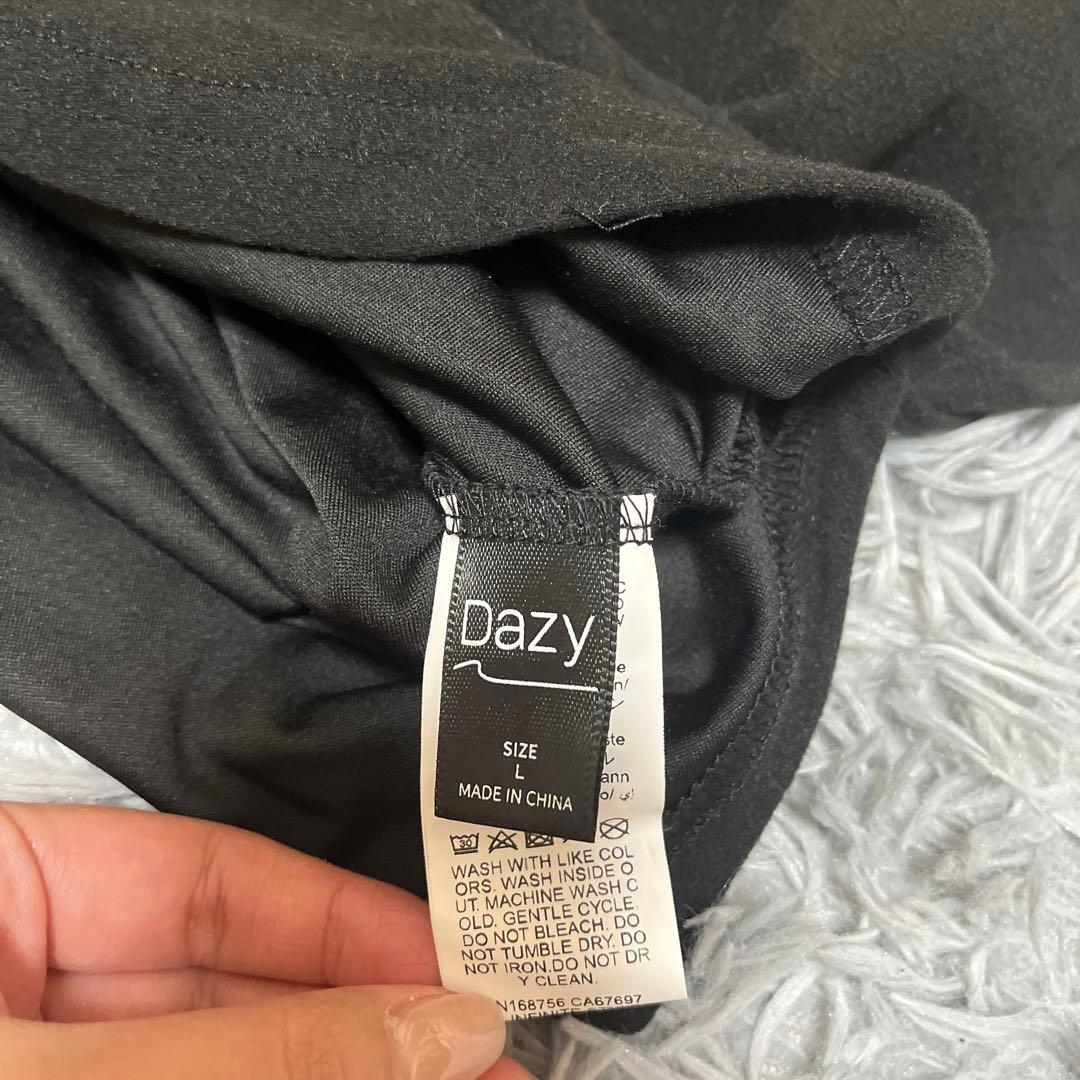 Dazy
SIZE
L
MADE IN CHINA
30
WASH WITH LIKE COL
ORS. WASH INSIDE O
UT. MACHINE WASH C
OLD. GENTLE CYCLE.
DO NOT BLEACH. DO
NOT TUMBLE DRY. DO
NOT IRON.DO NOT DR
Y CLEAN.
N168756 CA67697